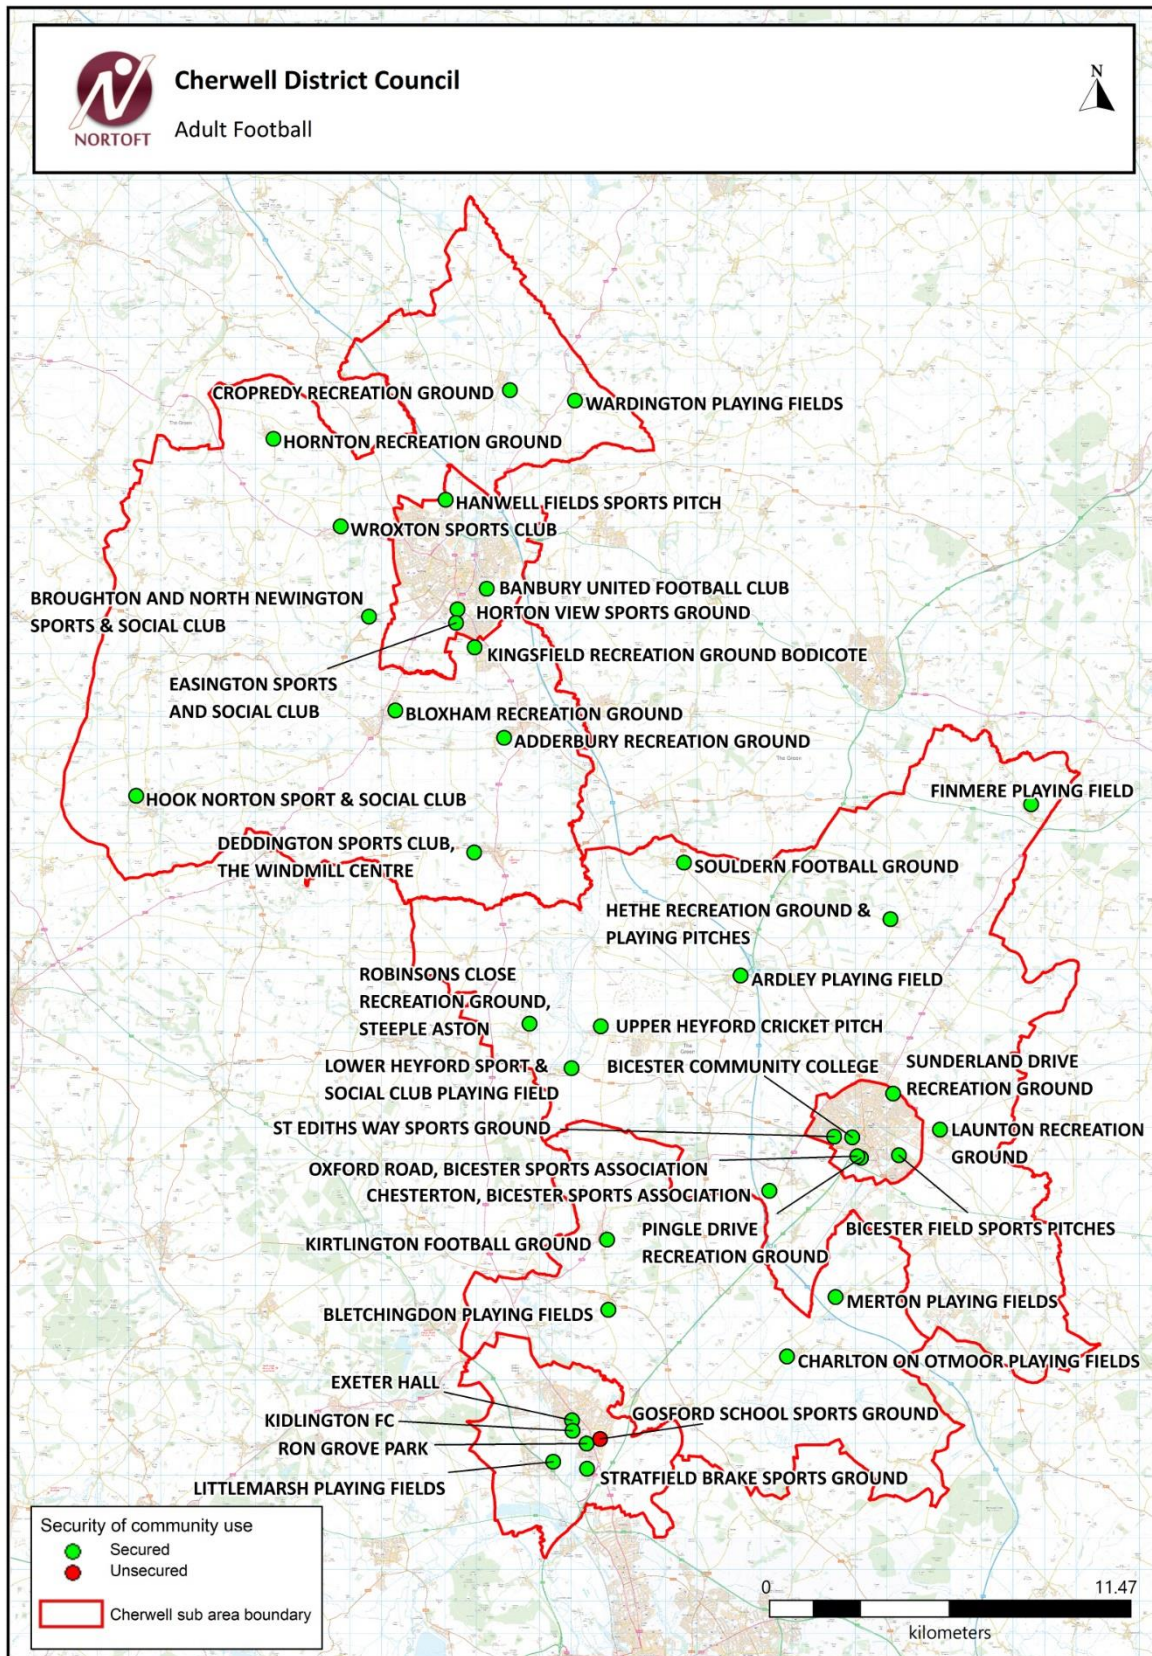 Cherwell District Council
Adult Football
NORTOFT
N
CROPREDY RECREATION GROUND
WARDINGTON PLAYING FIELDS
HORNTON RECREATION GROUND
HANWELL FIELDS SPORTS PITCH
WROXTON SPORTS CLUB
BANBURY UNITED FOOTBALL CLUB
BROUGHTON AND NORTH NEWINGTON
SPORTS & SOCIAL CLUB
HORTON VIEW SPORTS GROUND
KINGSFIELD RECREATION GROUND BODICOTE
EASINGTON SPORTS
AND SOCIAL CLUB
BLOXHAM RECREATION GROUND
ADDERBURY RECREATION GROUND
HOOK NORTON SPORT & SOCIAL CLUB
FINMERE PLAYING FIELD
DEDDINGTON SPORTS CLUB,
THE WINDMILL CENTRE
SOULDERN FOOTBALL GROUND
HETHE RECREATION GROUND &
PLAYING PITCHES
ROBINSONS CLOSE
RECREATION GROUND,
STEEPLE ASTON
ARDLEY PLAYING FIELD
UPPER HEYFORD CRICKET PITCH
LOWER HEYFORD SPORT &
SOCIAL CLUB PLAYING FIELD
BICESTER COMMUNITY COLLEGE
SUNDERLAND DRIVE
RECREATION GROUND
ST EDITHS WAY SPORTS GROUND
LAUNTON RECREATION
GROUND
OXFORD ROAD, BICESTER SPORTS ASSOCIATION
CHESTERTON, BICESTER SPORTS ASSOCIATION
PINGLE DRIVE
RECREATION GROUND
BICESTER FIELD SPORTS PITCHES
KIRTLINGTON FOOTBALL GROUND
BLETCHINGDON PLAYING FIELDS
MERTON PLAYING FIELDS
CHARLTON ON OTMOOR PLAYING FIELDS
EXETER HALL
KIDLINGTON FC
GOSFORD SCHOOL SPORTS GROUND
RON GROVE PARK
LITTLEMARSH PLAYING FIELDS
STRATFIELD BRAKE SPORTS GROUND
Security of community use
Secured
Unsecured
Cherwell sub area boundary
0
11.47
kilometers